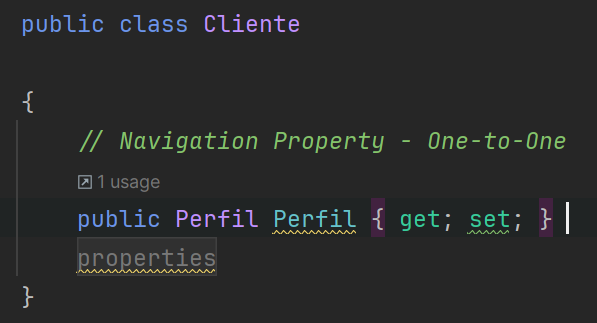 public class Cliente
{
// Navigation Property - One-to-One
1 usage
public Perfil Perfil { get; set; }
properties
}